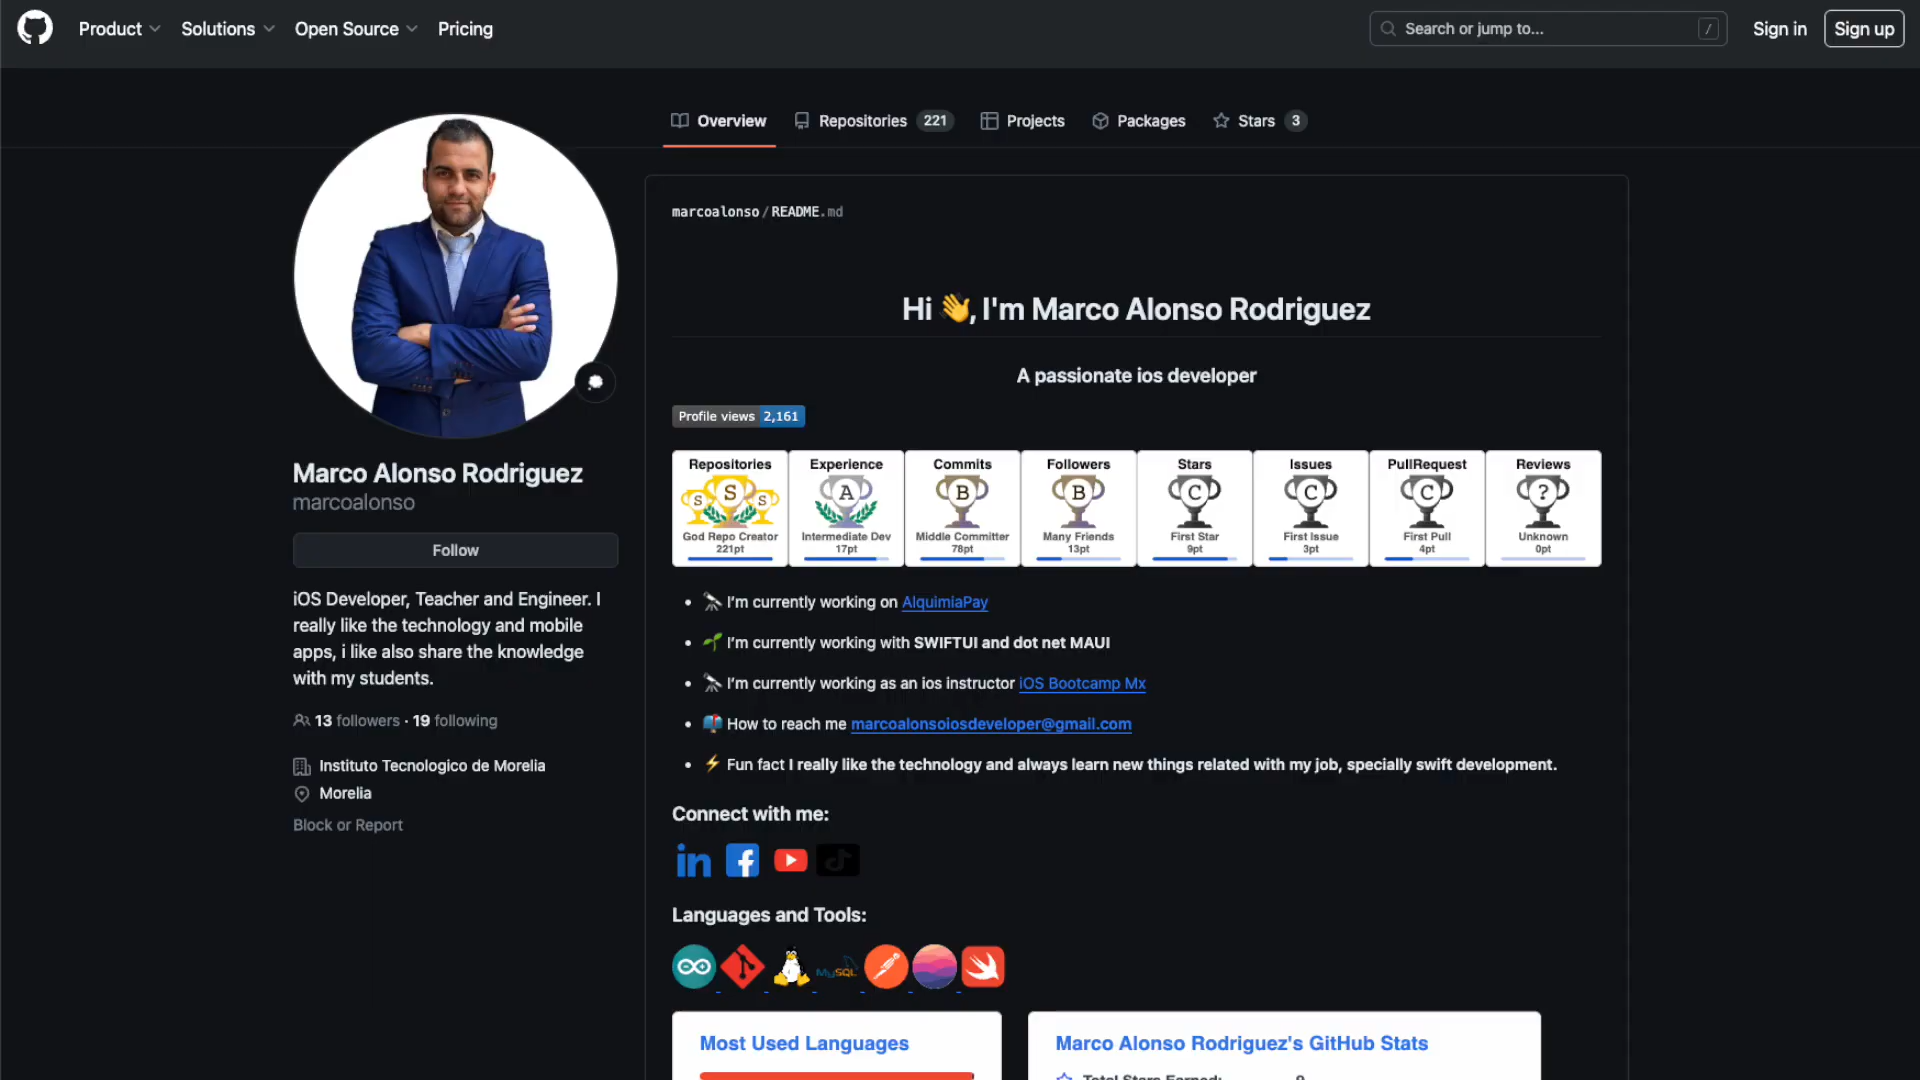 Product
Solutions
Open Source
Pricing
Search or jump to...
/
Sign in
Sign up
Overview
Repositories 221
Projects
Packages
Stars 3
marcoalonso/README.md
Hi 👋, I'm Marco Alonso Rodriguez
A passionate ios developer
Profile views 2,161
Repositories
S S S
God Repo Creator
221pt
Experience
A
Intermediate Dev
17pt
Commits
B
Middle Committer
78pt
Followers
B
Many Friends
13pt
Stars
C
First Star
9pt
Issues
C
First Issue
3pt
PullRequest
C
First Pull
4pt
Reviews
?
Unknown
0pt
🔭 I'm currently working on AlquimiaPay
🌱 I'm currently working with SWIFTUI and dot net MAUI
🔭 I'm currently working as an ios instructor iOS Bootcamp Mx
📫 How to reach me marcoalonsoiosdeveloper@gmail.com
⚡ Fun fact I really like the technology and always learn new things related with my job, specially swift development.
Connect with me:
in
f
Languages and Tools:
MySQL
Most Used Languages
Marco Alonso Rodriguez's GitHub Stats
Total Stars Earned: 9
Marco Alonso Rodriguez
marcoalonso
Follow
iOS Developer, Teacher and Engineer. I
really like the technology and mobile
apps, i like also share the knowledge
with my students.
13 followers · 19 following
Instituto Tecnologico de Morelia
Morelia
Block or Report